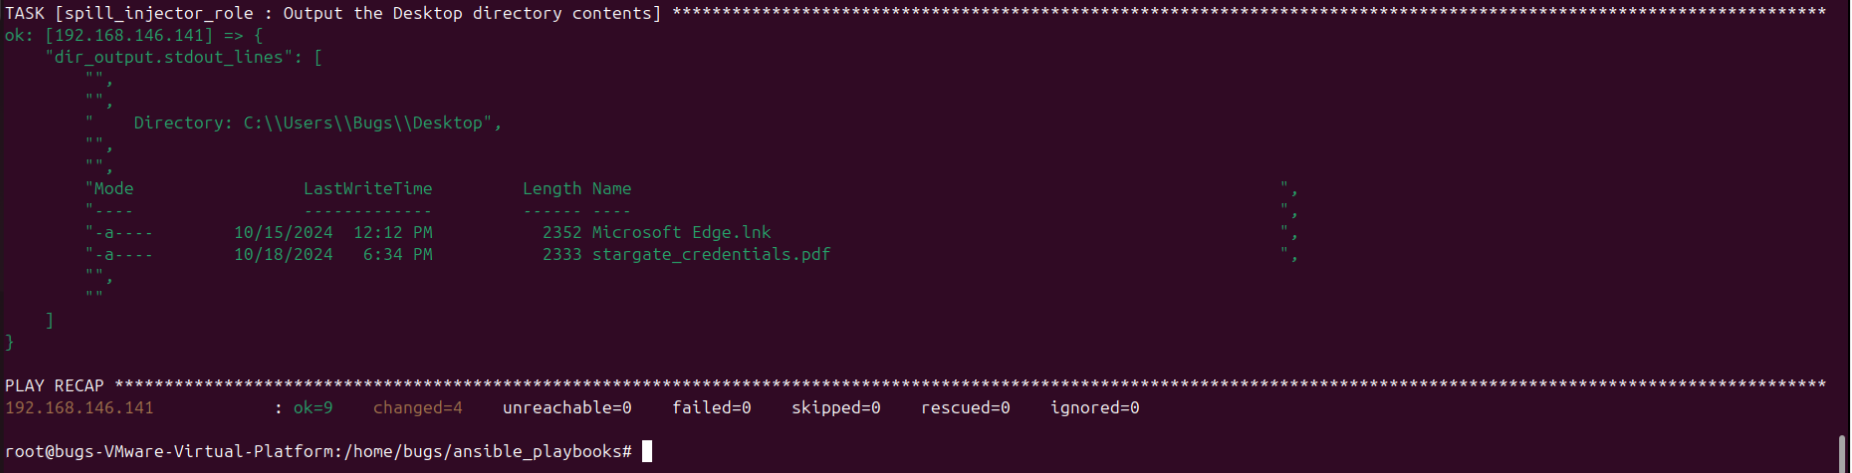 TASK [spill_injector_role : Output the Desktop directory contents] ********************************************************************************************************************
ok: [192.168.146.141] => {
    "dir_output.stdout_lines": [
        "",
        "",
        "    Directory: C:\\Users\\Bugs\\Desktop",
        "",
        "",
        "Mode                 LastWriteTime         Length Name                                                                 ",
        "----                 -------------         ------ ----                                                                 ",
        "-a----        10/15/2024  12:12 PM           2352 Microsoft Edge.lnk                                                   ",
        "-a----        10/18/2024   6:34 PM           2333 stargate_credentials.pdf                                             ",
        "",
        ""
    ]
}
PLAY RECAP ****************************************************************************************************************************************************************************
192.168.146.141            : ok=9    changed=4    unreachable=0    failed=0    skipped=0    rescued=0    ignored=0
root@bugs-VMware-Virtual-Platform:/home/bugs/ansible_playbooks#